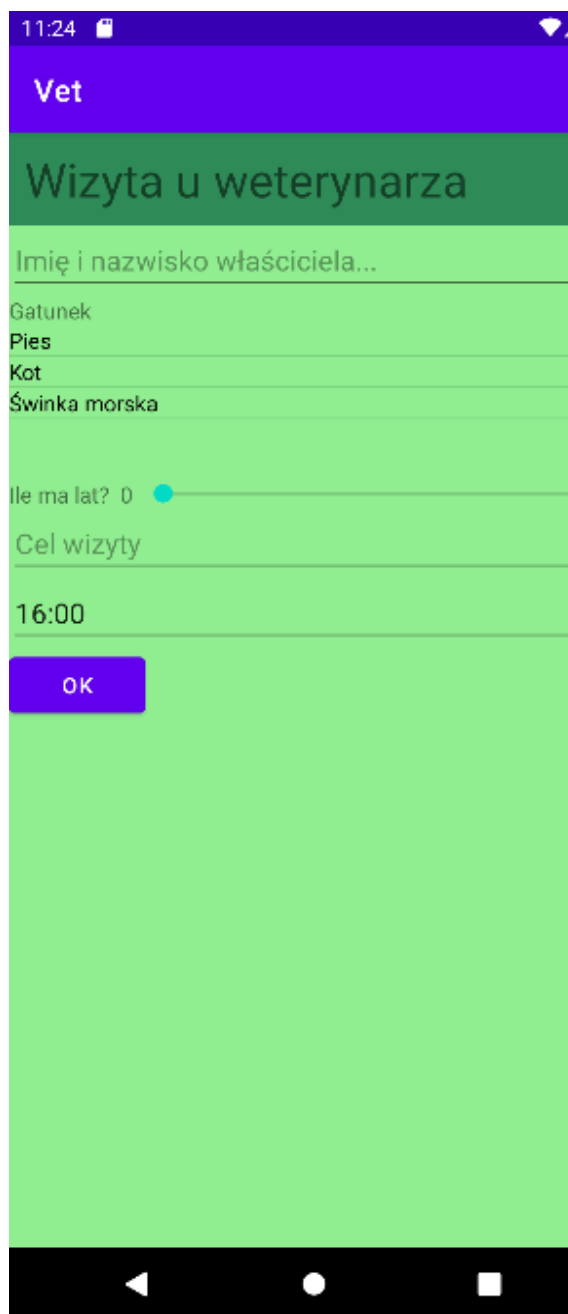 11:24
Vet
Wizyta u weterynarza
Imię i nazwisko właściciela...
Gatunek
Pies
Kot
Świnka morska
Ile ma lat? 0
Cel wizyty
16:00
OK